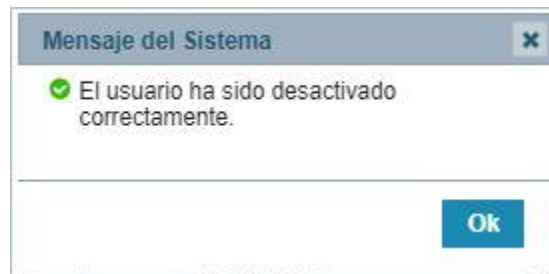 Mensaje del Sistema
El usuario ha sido desactivado
correctamente.
Ok